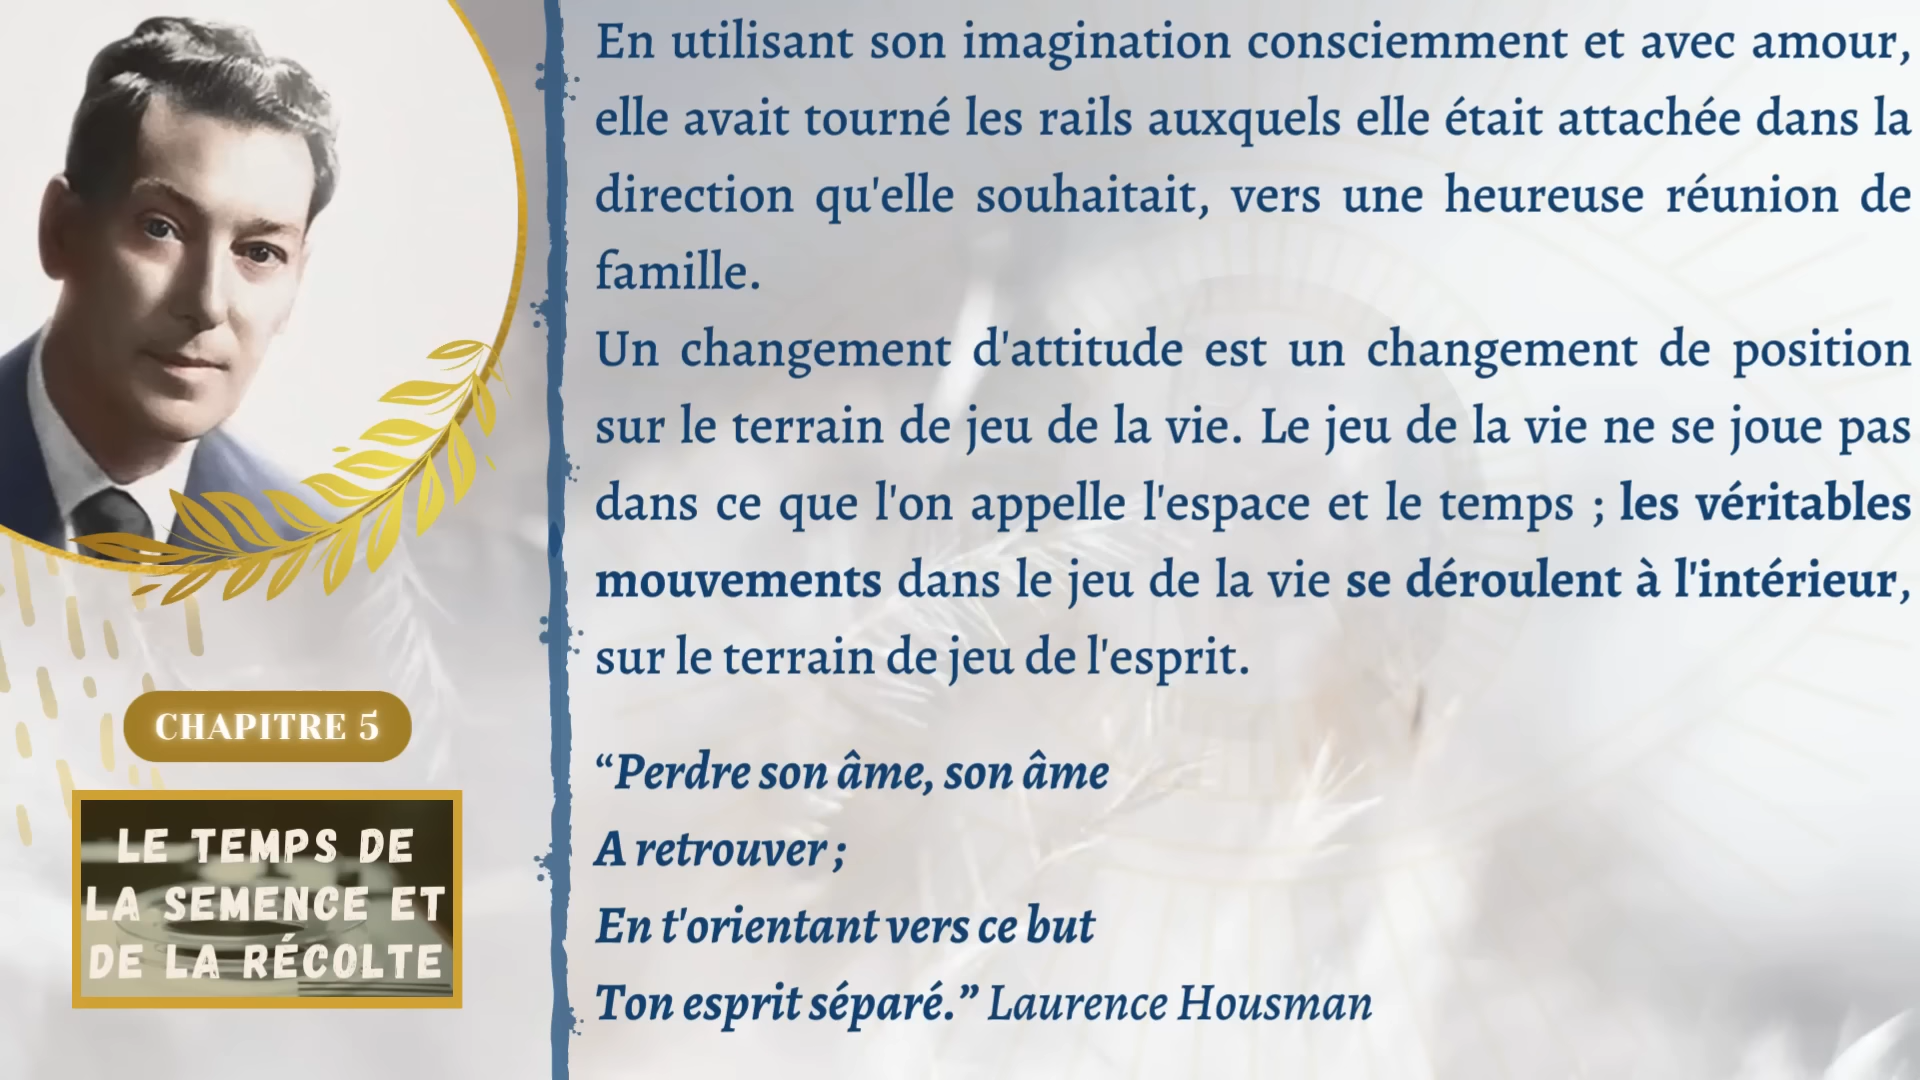 En utilisant son imagination consciemment et avec amour,
elle avait tourné les rails auxquels elle était attachée dans la
direction qu'elle souhaitait, vers une heureuse réunion de
famille.
Un changement d'attitude est un changement de position
sur le terrain de jeu de la vie. Le jeu de la vie ne se joue pas
dans ce que l'on appelle l'espace et le temps ; les véritables
mouvements dans le jeu de la vie se déroulent à l'intérieur,
sur le terrain de jeu de l'esprit.
“Perdre son âme, son âme
A retrouver ;
En t'orientant vers ce but
Ton esprit séparé.” Laurence Housman
CHAPITRE 5
LE TEMPS DE
LA SEMENCE ET
DE LA RÉCOLTE